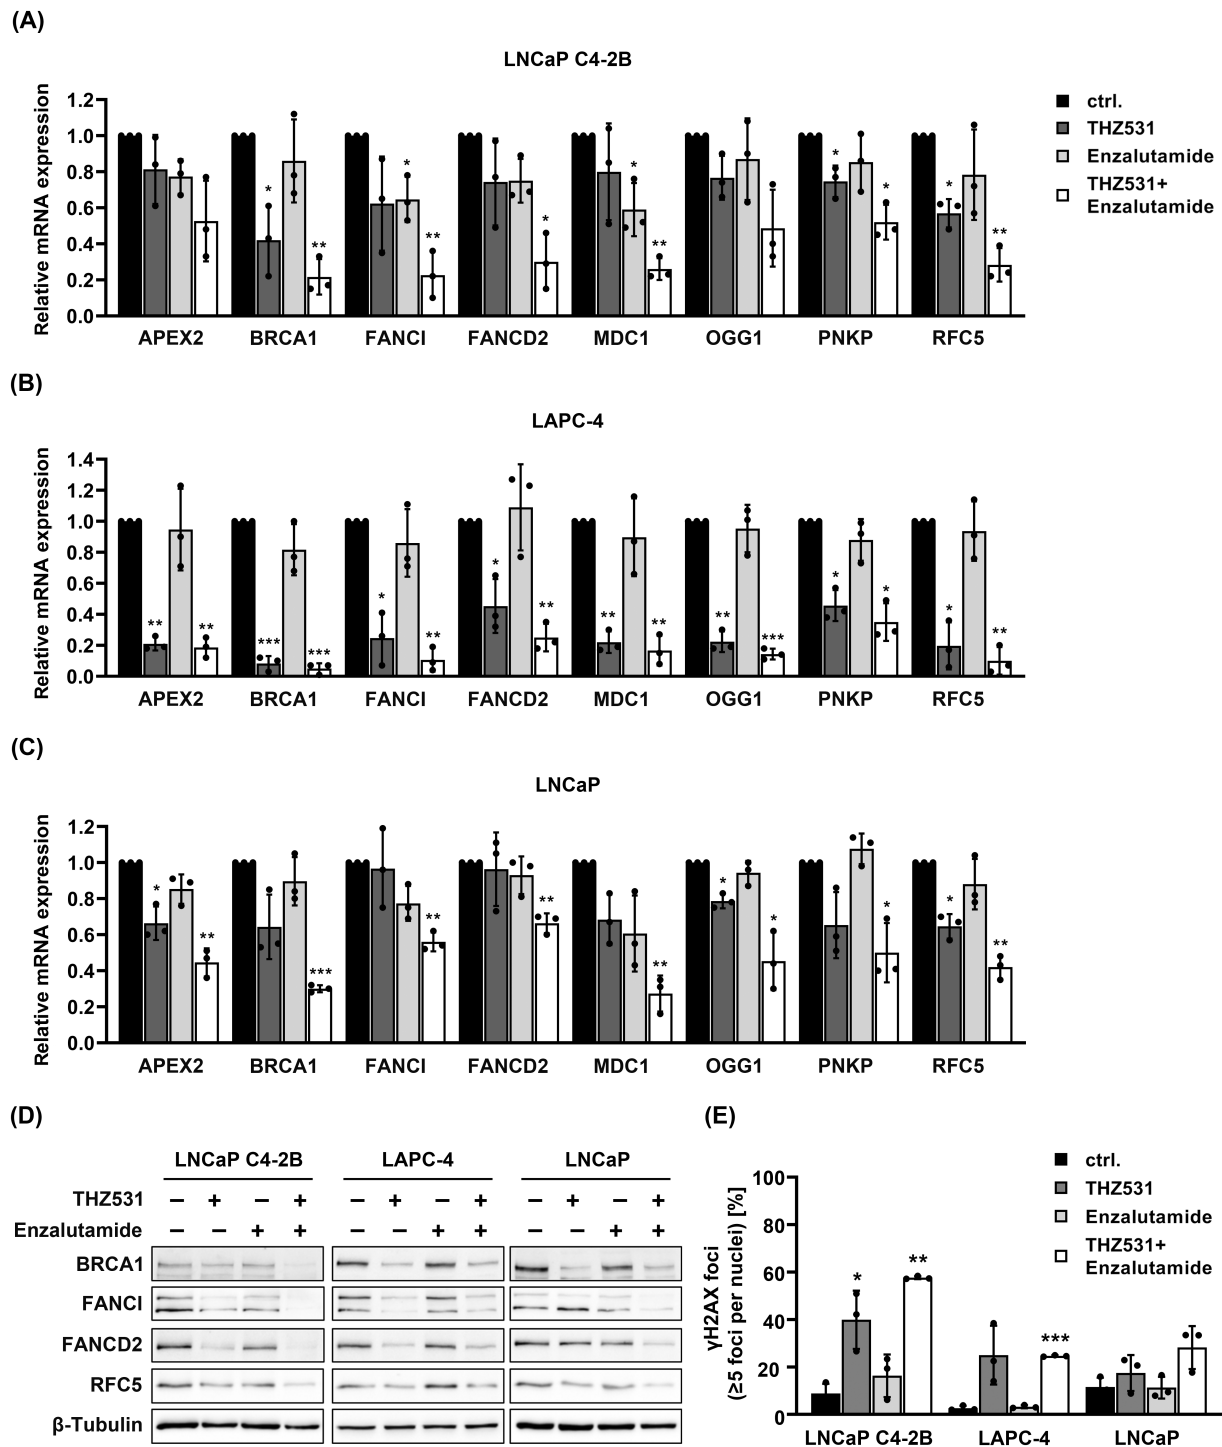 (A)
LNCaP C4-2B
Relative mRNA expression
1.2
1.0
0.8
0.6
0.4
0.2
0.0
* ** * ** * * ** * * * **
APEX2 BRCA1 FANCI FANCD2 MDC1 OGG1 PNKP RFC5
ctrl.
THZ531
Enzalutamide
THZ531+
Enzalutamide
(B)
LAPC-4
Relative mRNA expression
1.4
1.2
1.0
0.8
0.6
0.4
0.2
0.0
** ** *** *** * ** * ** ** ** ** *** * * * **
APEX2 BRCA1 FANCI FANCD2 MDC1 OGG1 PNKP RFC5
(C)
LNCaP
Relative mRNA expression
1.2
1.0
0.8
0.6
0.4
0.2
0.0
* ** *** ** ** ** * * * * **
APEX2 BRCA1 FANCI FANCD2 MDC1 OGG1 PNKP RFC5
(D)
LNCaP C4-2B LAPC-4 LNCaP
THZ531 − + − + − + − + − + − +
Enzalutamide − − + + − − + + − − + +
BRCA1
FANCI
FANCD2
RFC5
β-Tubulin
(E)
γH2AX foci
(≥5 foci per nuclei) [%]
100
80
60
40
20
0
* ** ***
LNCaP C4-2B LAPC-4 LNCaP
ctrl.
THZ531
Enzalutamide
THZ531+
Enzalutamide